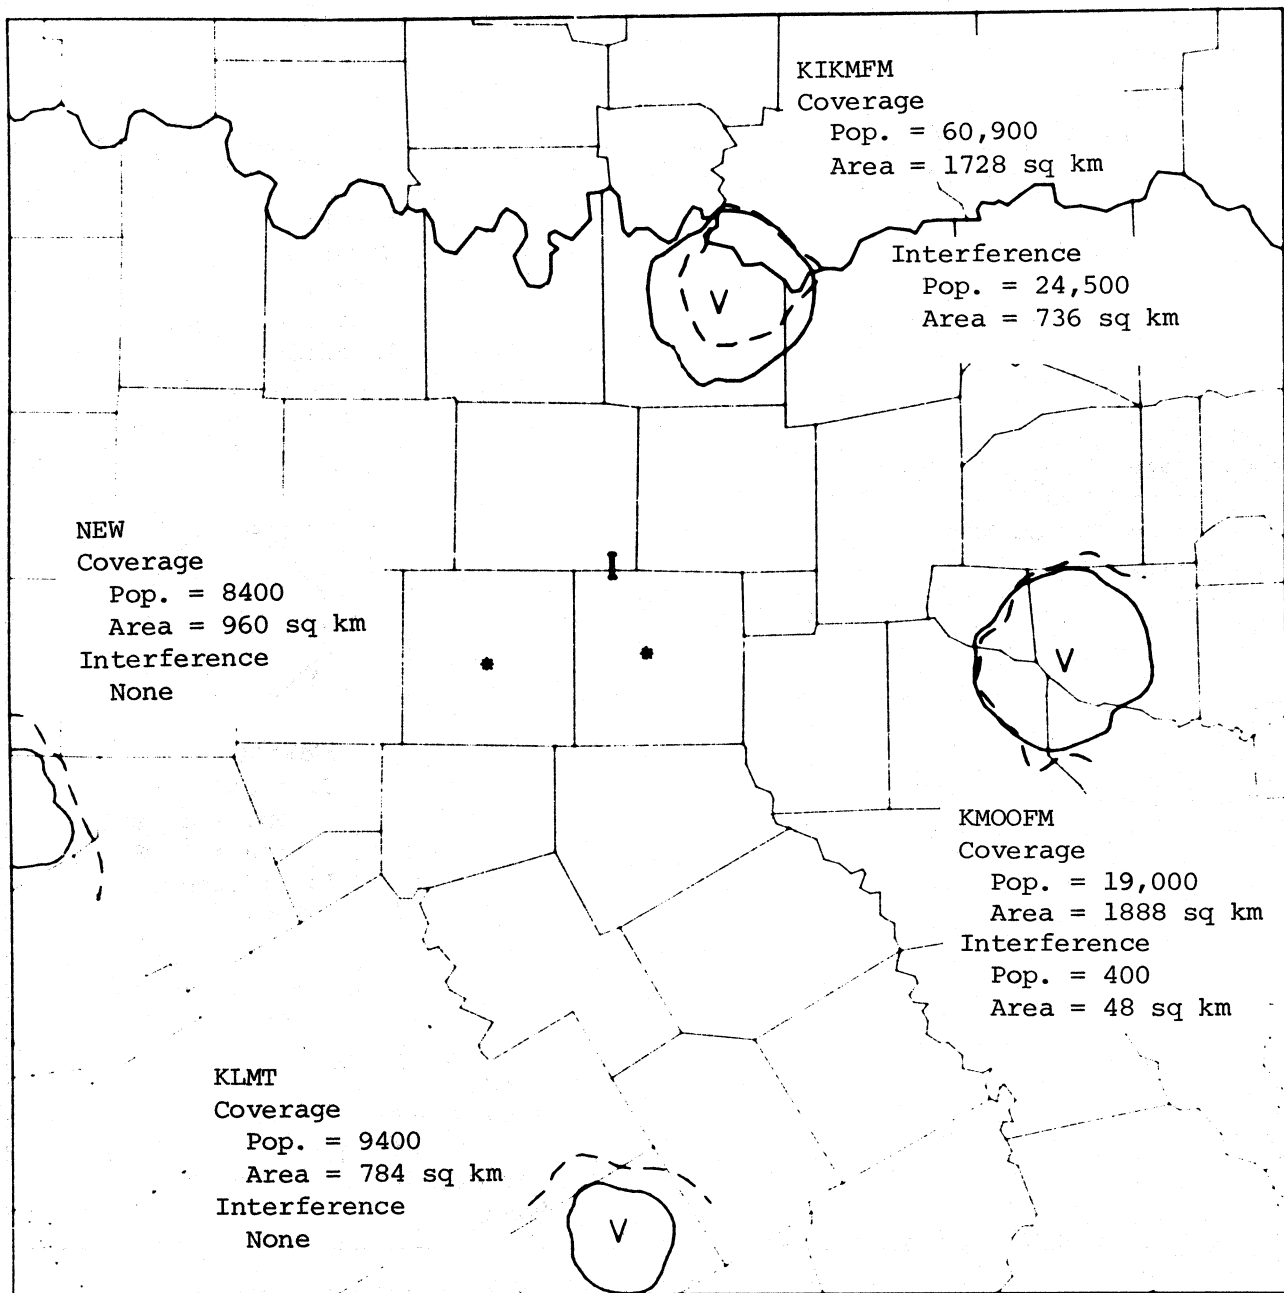 KIKMFM
Coverage
Pop. = 60,900
Area = 1728 sq km
Interference
Pop. = 24,500
Area = 736 sq km
V
NEW
Coverage
Pop. = 8400
Area = 960 sq km
Interference
None
I
*
*
V
KMOOFM
Coverage
Pop. = 19,000
Area = 1888 sq km
Interference
Pop. = 400
Area = 48 sq km
KLMT
Coverage
Pop. = 9400
Area = 784 sq km
Interference
None
V